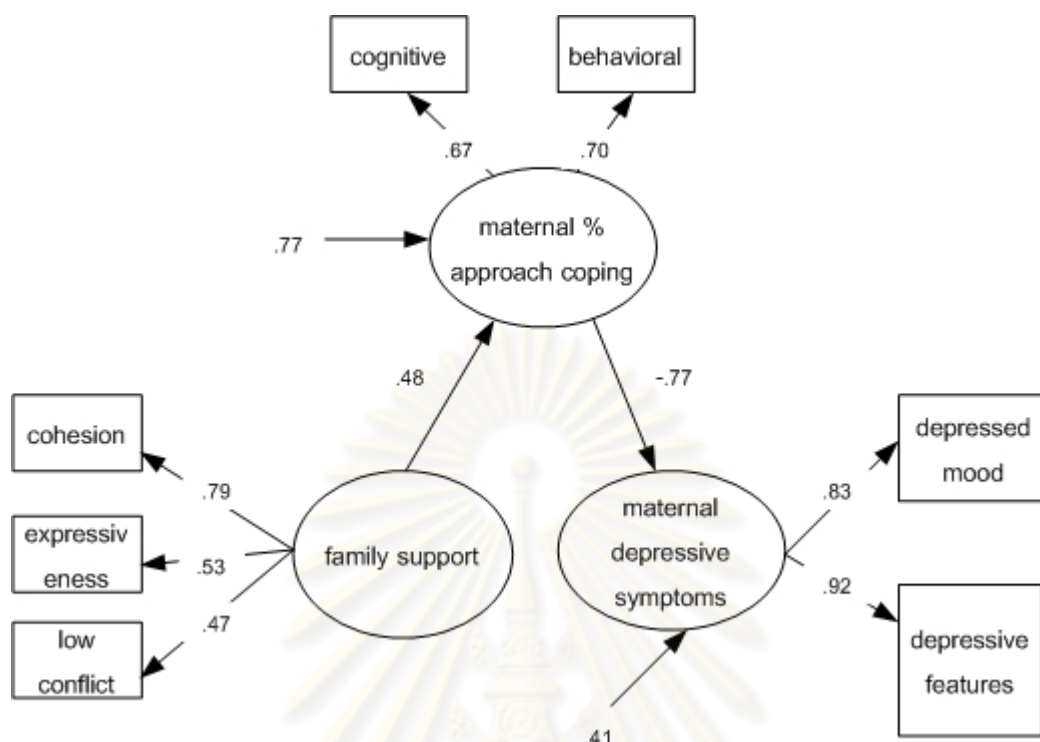 cognitive
behavioral
.67
.70
maternal %
approach coping
.77
.48
-.77
cohesion
.79
expressiv
eness
.53
low
conflict
.47
family support
maternal
depressive
symptoms
.83
depressed
mood
.92
depressive
features
.41